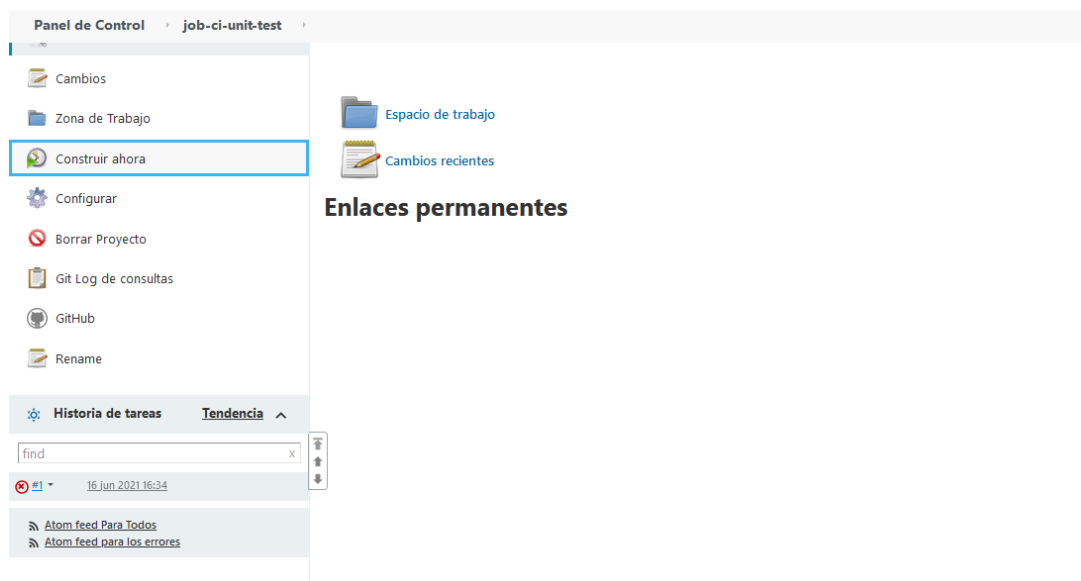 Panel de Control job-ci-unit-test
Cambios
Zona de Trabajo
Construir ahora
Configurar
Borrar Proyecto
Git Log de consultas
GitHub
Rename
Historia de tareas Tendencia
find x
#1 16 jun 2021 16:34
Atom feed Para Todos
Atom feed para los errores
Espacio de trabajo
Cambios recientes
Enlaces permanentes